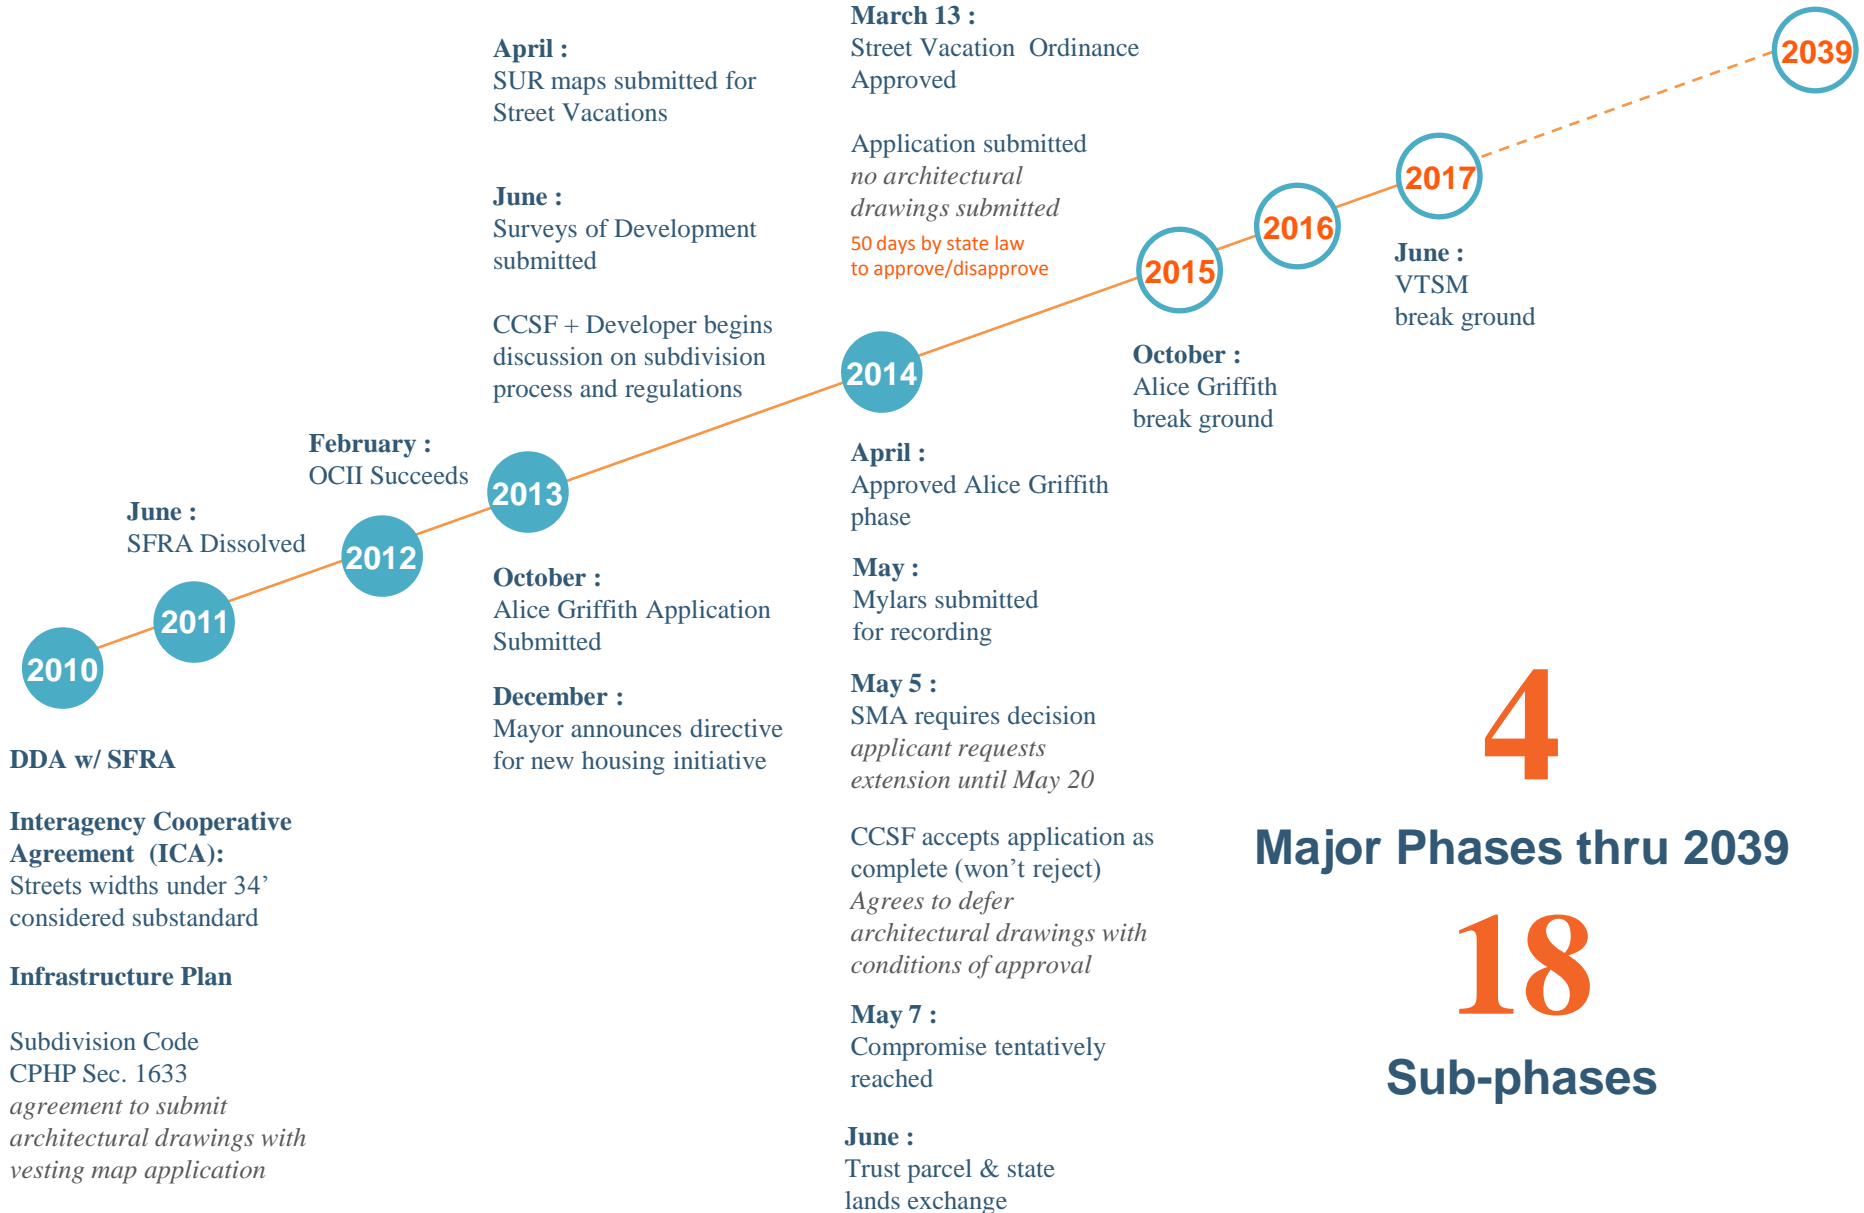 2010
DDA w/ SFRA
Interagency Cooperative
Agreement (ICA):
Streets widths under 34’
considered substandard
Infrastructure Plan
Subdivision Code
CPHP Sec. 1633
agreement to submit
architectural drawings with
vesting map application
June :
SFRA Dissolved
2011
February :
OCII Succeeds
2012
April :
SUR maps submitted for
Street Vacations
June :
Surveys of Development
submitted
CCSF + Developer begins
discussion on subdivision
process and regulations
2013
October :
Alice Griffith Application
Submitted
December :
Mayor announces directive
for new housing initiative
March 13 :
Street Vacation Ordinance
Approved
Application submitted
no architectural
drawings submitted
50 days by state law
to approve/disapprove
2014
April :
Approved Alice Griffith
phase
May :
Mylars submitted
for recording
May 5 :
SMA requires decision
applicant requests
extension until May 20
CCSF accepts application as
complete (won’t reject)
Agrees to defer
architectural drawings with
conditions of approval
May 7 :
Compromise tentatively
reached
June :
Trust parcel & state
lands exchange
2015
October :
Alice Griffith
break ground
2016
2017
June :
VTSM
break ground
2039
4
Major Phases thru 2039
18
Sub-phases